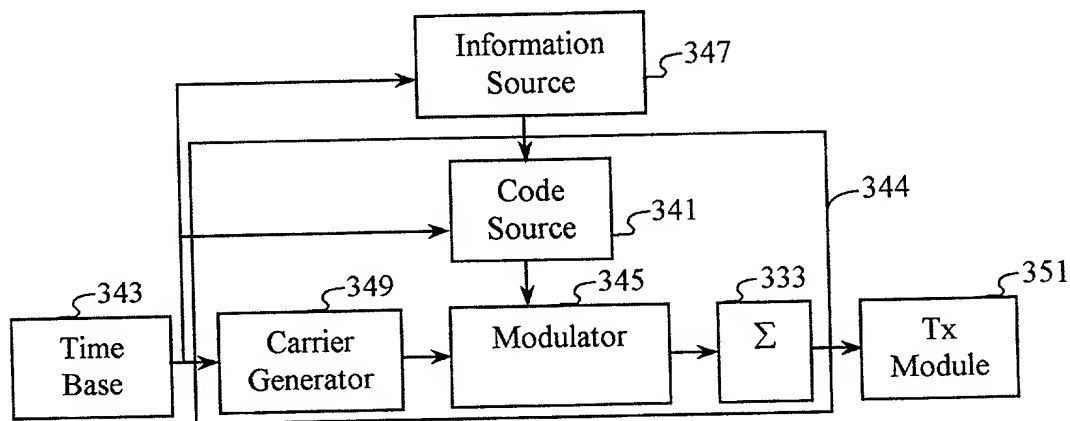 Information
Source
347
Code
Source
341
344
343
349
345
333
351
Time
Base
Carrier
Generator
Modulator
Σ
Tx
Module